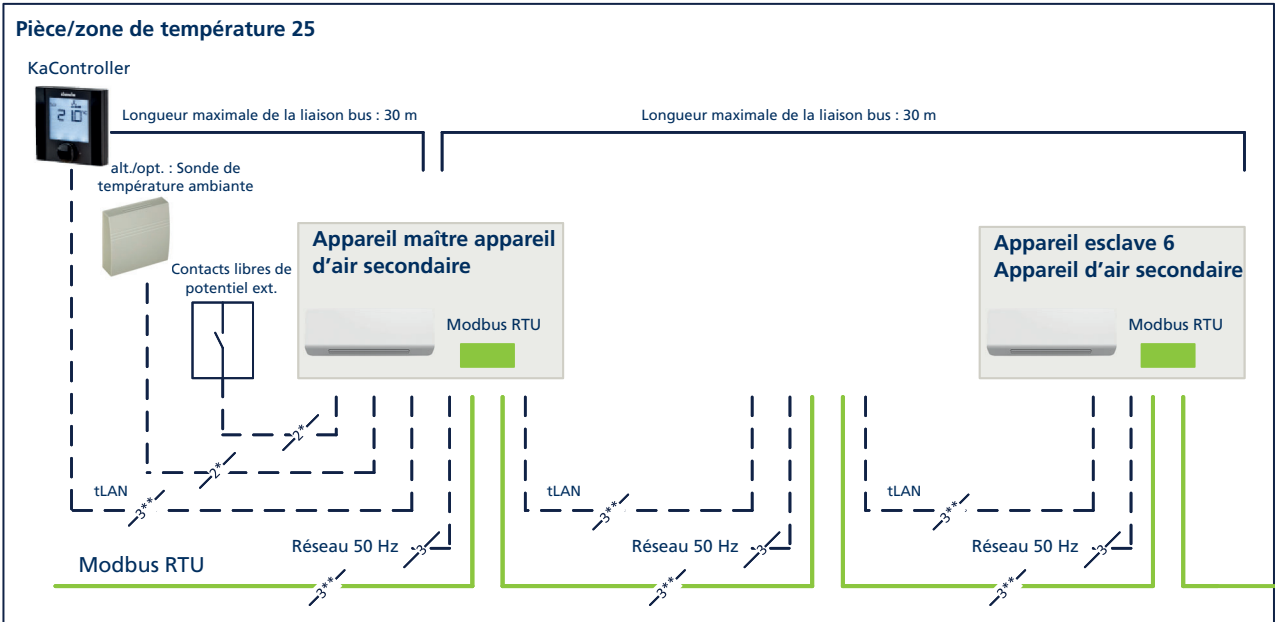 Pièce/zone de température 25
KaController
21.0
Longueur maximale de la liaison bus : 30 m
Longueur maximale de la liaison bus : 30 m
alt./opt. : Sonde de
température ambiante
Contacts libres de
potentiel ext.
Appareil maître appareil
d'air secondaire
Modbus RTU
Appareil esclave 6
Appareil d'air secondaire
Modbus RTU
2*
2*
tLAN
3**
tLAN
3**
tLAN
3**
Réseau 50 Hz
3
Réseau 50 Hz
3
Réseau 50 Hz
3
Modbus RTU
3**
3**
3**